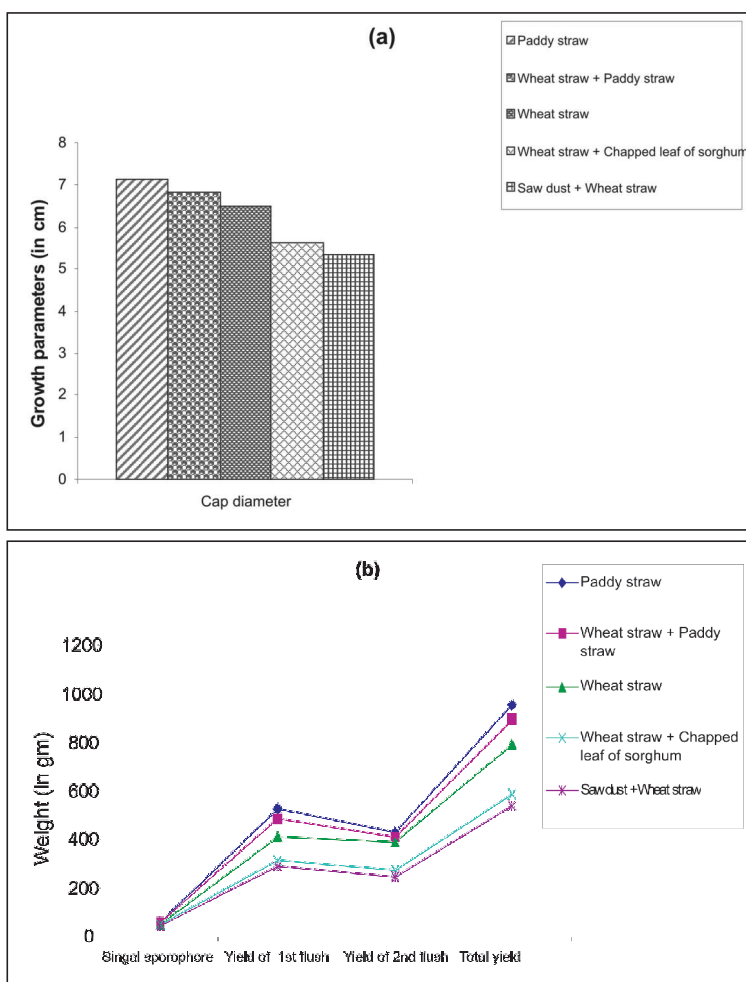 (a)
Paddy straw
Wheat straw + Paddy straw
Wheat straw
Wheat straw + Chapped leaf of sorghum
Saw dust + Wheat straw
Growth parameters (in cm)
8
7
6
5
4
3
2
1
0
Cap diameter
(b)
Paddy straw
Wheat straw + Paddy
straw
Wheat straw
Wheat straw + Chapped
leaf of sorghum
Sawdust +Wheat straw
Weight (In gm)
1200
1000
800
600
400
200
0
Singal sporophore Yield of 1st flush Yield of 2nd flush Total yield